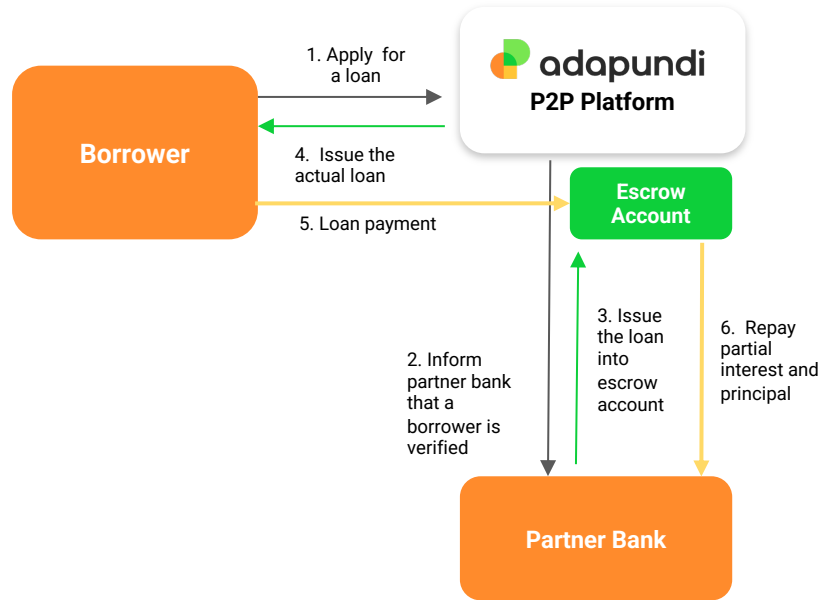 1. Apply for
a loan
adapundi
P2P Platform
Borrower
4. Issue the
actual loan
Escrow
Account
5. Loan payment
3. Issue
the loan
into
escrow
account
6. Repay
partial
interest and
principal
2. Inform
partner bank
that a
borrower is
verified
Partner Bank